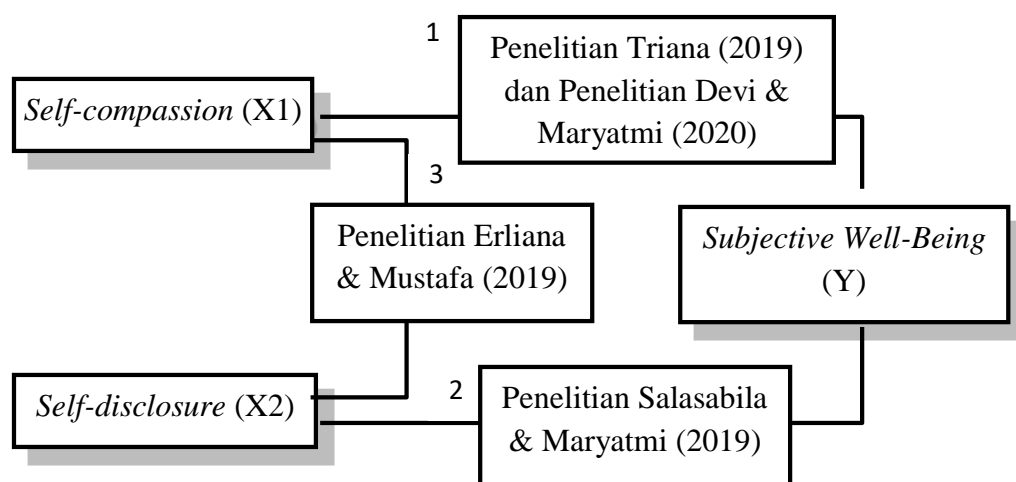 1
Penelitian Triana (2019)
dan Penelitian Devi &
Maryatmi (2020)
Self-compassion (X1)
3
Penelitian Erliana
& Mustafa (2019)
Subjective Well-Being
(Y)
Self-disclosure (X2)
2
Penelitian Salasabila
& Maryatmi (2019)